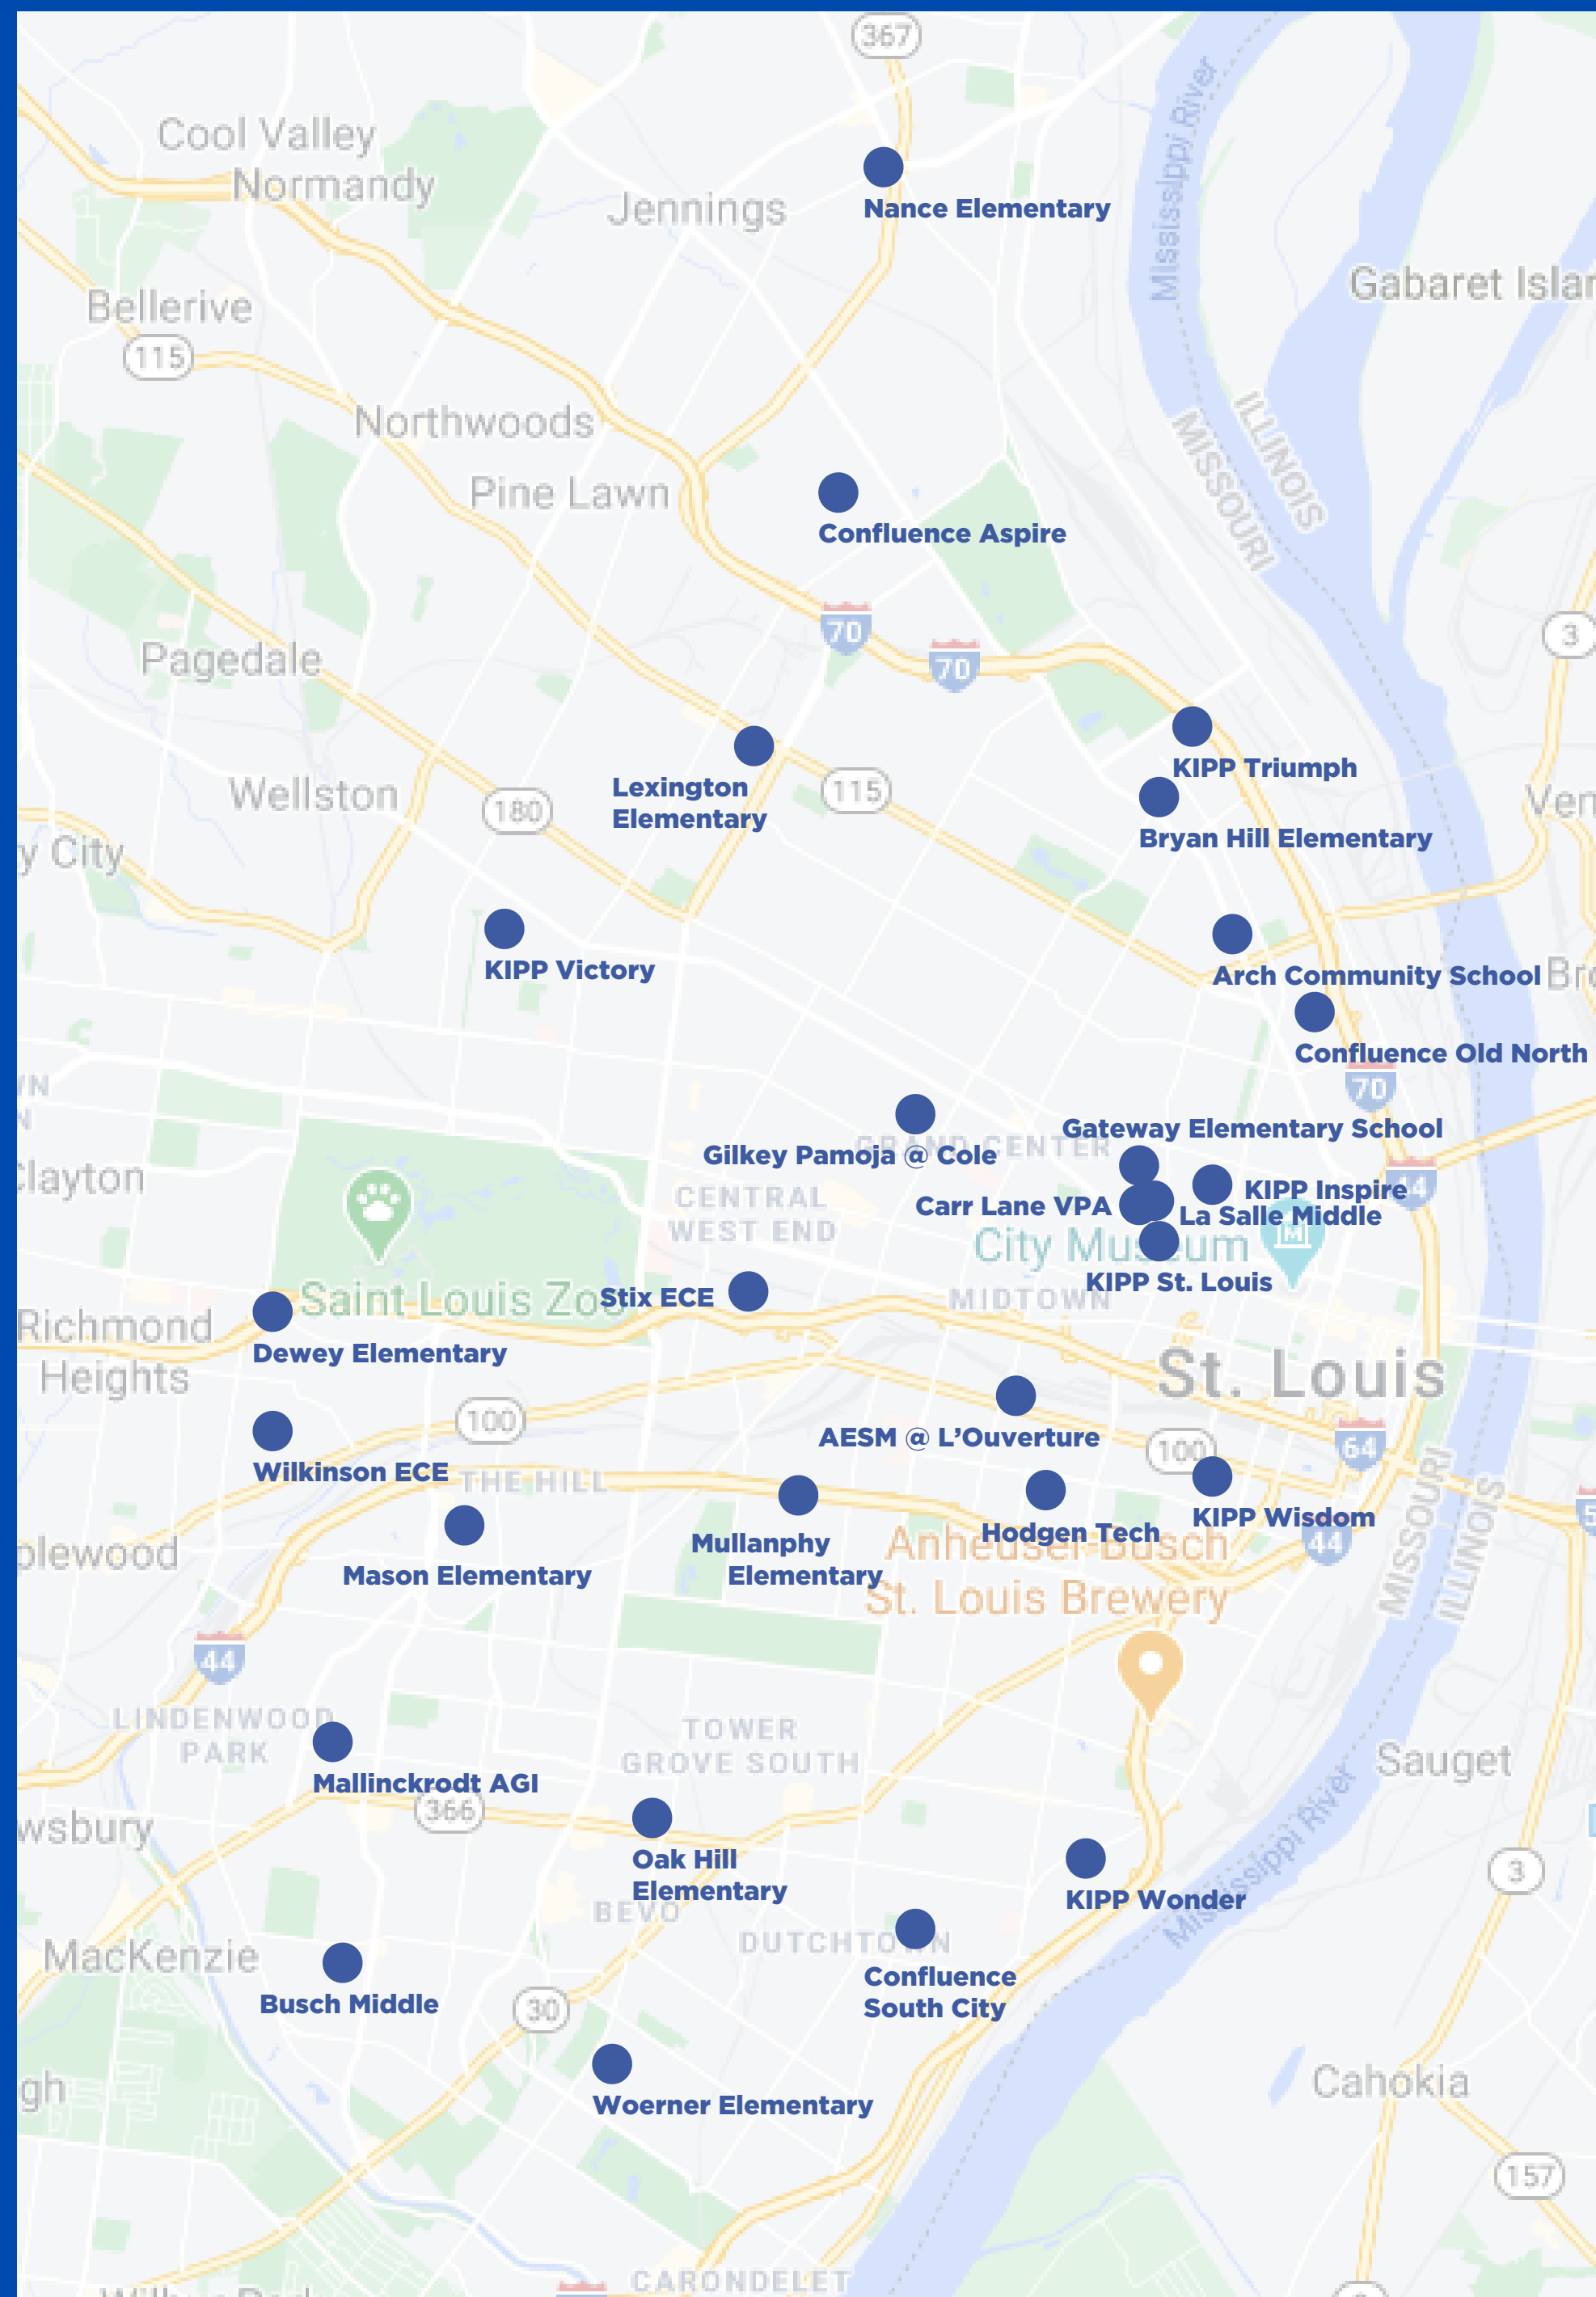 367
Cool Valley
Normandy
Jennings
Nance Elementary
Mississippi River
Gabaret Islan
Bellerive
115
Northwoods
Pine Lawn
ILLINOIS
MISSOURI
Confluence Aspire
70
70
3
Pagedale
KIPP Triumph
Lexington
Elementary
115
Wellston
180
Ven
Bryan Hill Elementary
y City
KIPP Victory
Arch Community School
Bro
Confluence Old North
70
Gateway Elementary School
GRAND CENTER
Gilkey Pamoja @ Cole
Clayton
CENTRAL
WEST END
KIPP Inspire
44
Carr Lane VPA
La Salle Middle
City Museum
KIPP St. Louis
Saint Louis Zoo
Stix ECE
MIDTOWN
Richmond
Heights
Dewey Elementary
St. Louis
100
AESM @ L’Ouverture
100
64
Wilkinson ECE
THE HILL
MISSOURI
ILLINOIS
KIPP Wisdom
Hodgen Tech
Mullanphy
Elementary
Anheuser-Busch
St. Louis Brewery
44
5
plewood
Mason Elementary
44
LINDENWOOD
PARK
TOWER
GROVE SOUTH
Sauget
Mallinckrodt AGI
366
wsbury
Oak Hill
Elementary
BEVO
KIPP Wonder
Mississippi River
3
DUTCHTOWN
MacKenzie
Confluence
South City
Busch Middle
30
gh
Woerner Elementary
Cahokia
157
CARONDELET